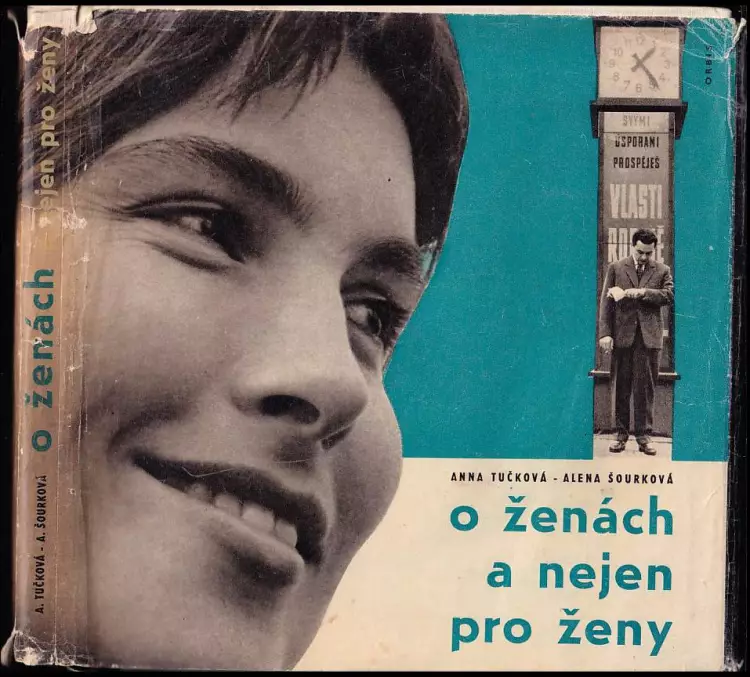 o ženách
nejen pro ženy
A. TUČKOVÁ - A. ŠOURKOVÁ
12
ORBIS
SVÝMI
ÚSPORAMI
PROSPĚJEŠ
VLASTI
ANNA TUČKOVÁ - ALENA ŠOURKOVÁ
o ženách
a nejen
pro ženy